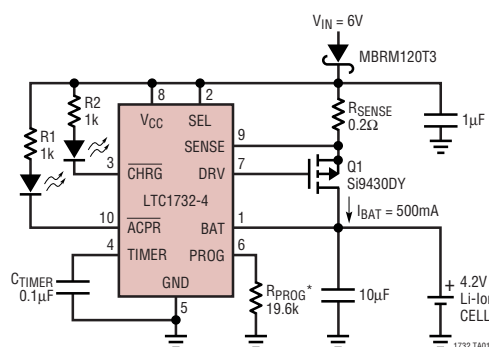 V_IN = 6V
MBRM120T3
R2
1k
R1
1k
8
2
V_CC
SEL
R_SENSE
0.2Ω
1μF
SENSE
9
3
CHRG
DRV
7
Q1
Si9430DY
LTC1732-4
I_BAT = 500mA
10
ACPR
BAT
1
4
TIMER
PROG
6
C_TIMER
0.1μF
GND
5
R_PROG*
19.6k
10μF
+ 4.2V
Li-Ion
CELL
1732 TA01